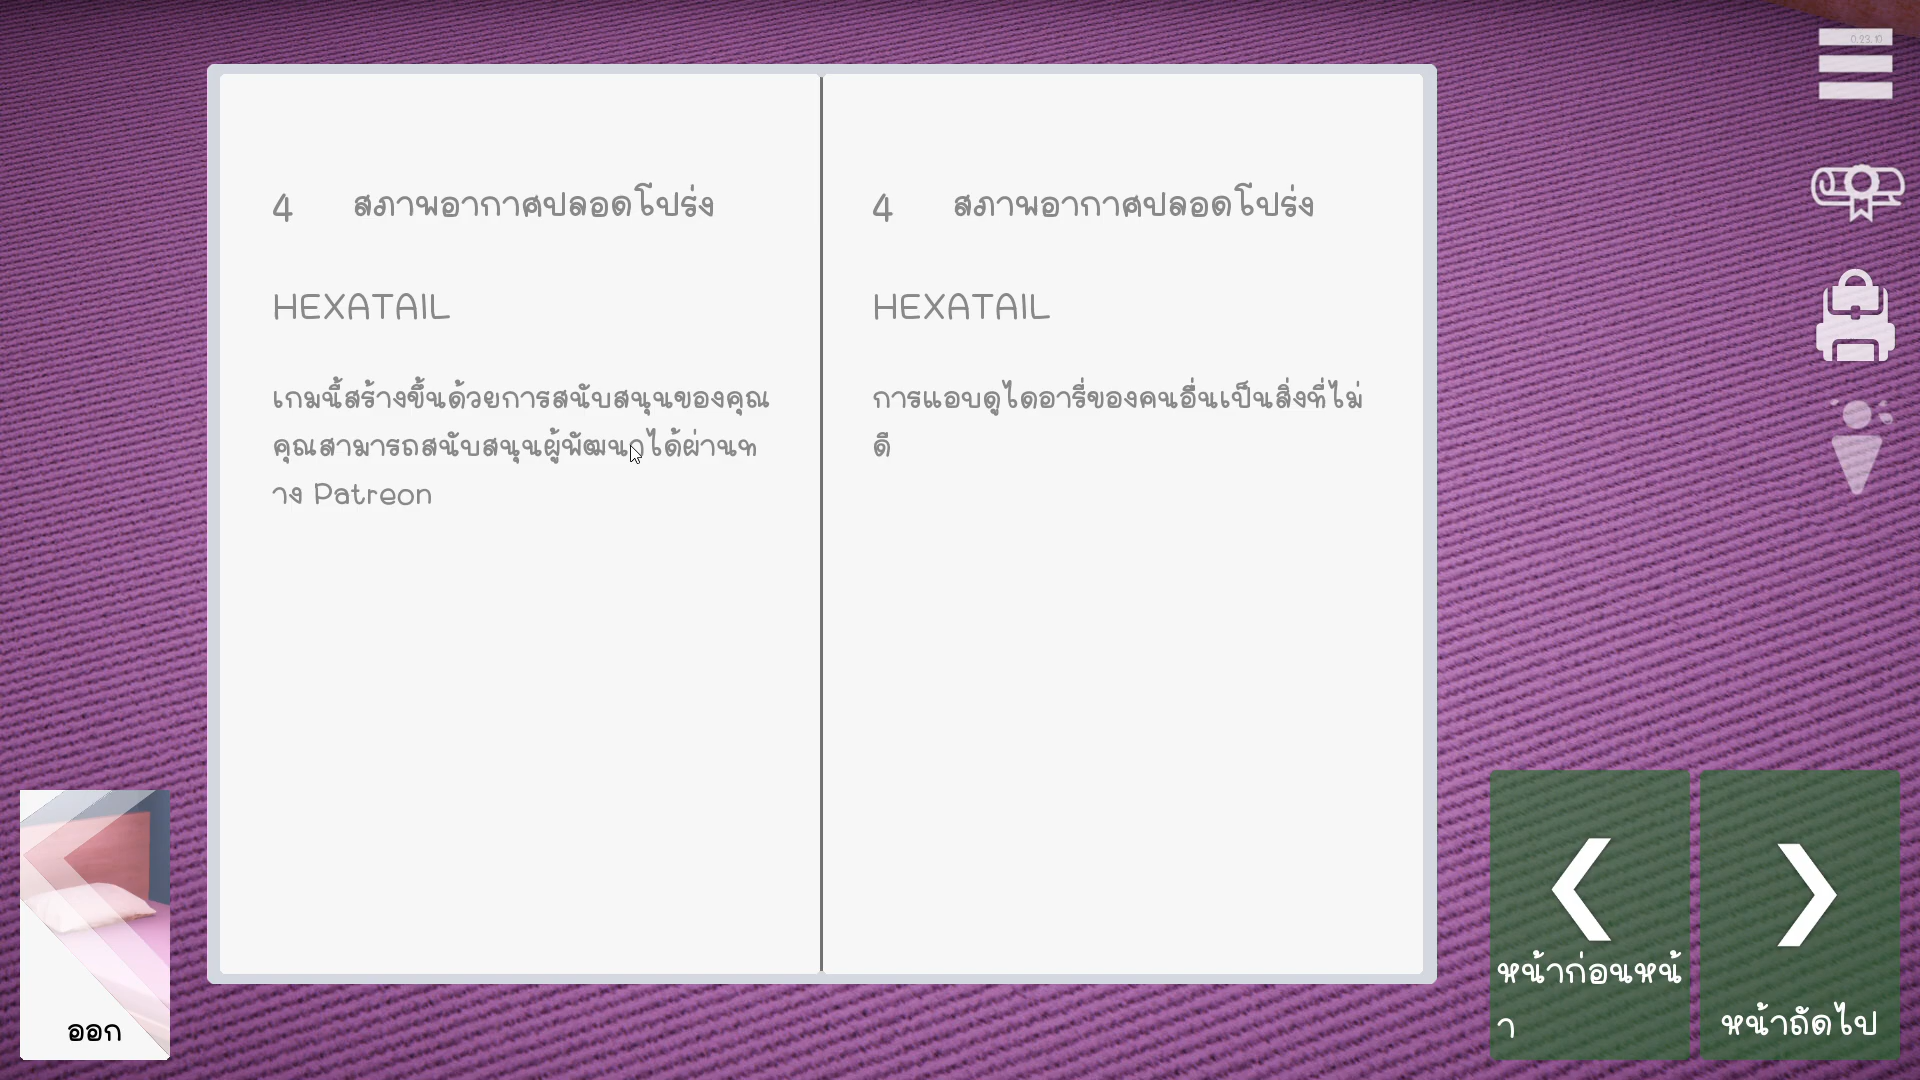 0.23.10
4 สภาพอากาศปลอดโปร่ง
HEXATAIL
เกมนี้สร้างขึ้นด้วยการสนับสนุนของคุณ
คุณสามารถสนับสนุนผู้พัฒนาได้ผ่านท
าง Patreon
4 สภาพอากาศปลอดโปร่ง
HEXATAIL
การแอบดูไดอารี่ของคนอื่นเป็นสิ่งที่ไม่
ดี
ออก
หน้าก่อนหน้
า
หน้าถัดไป